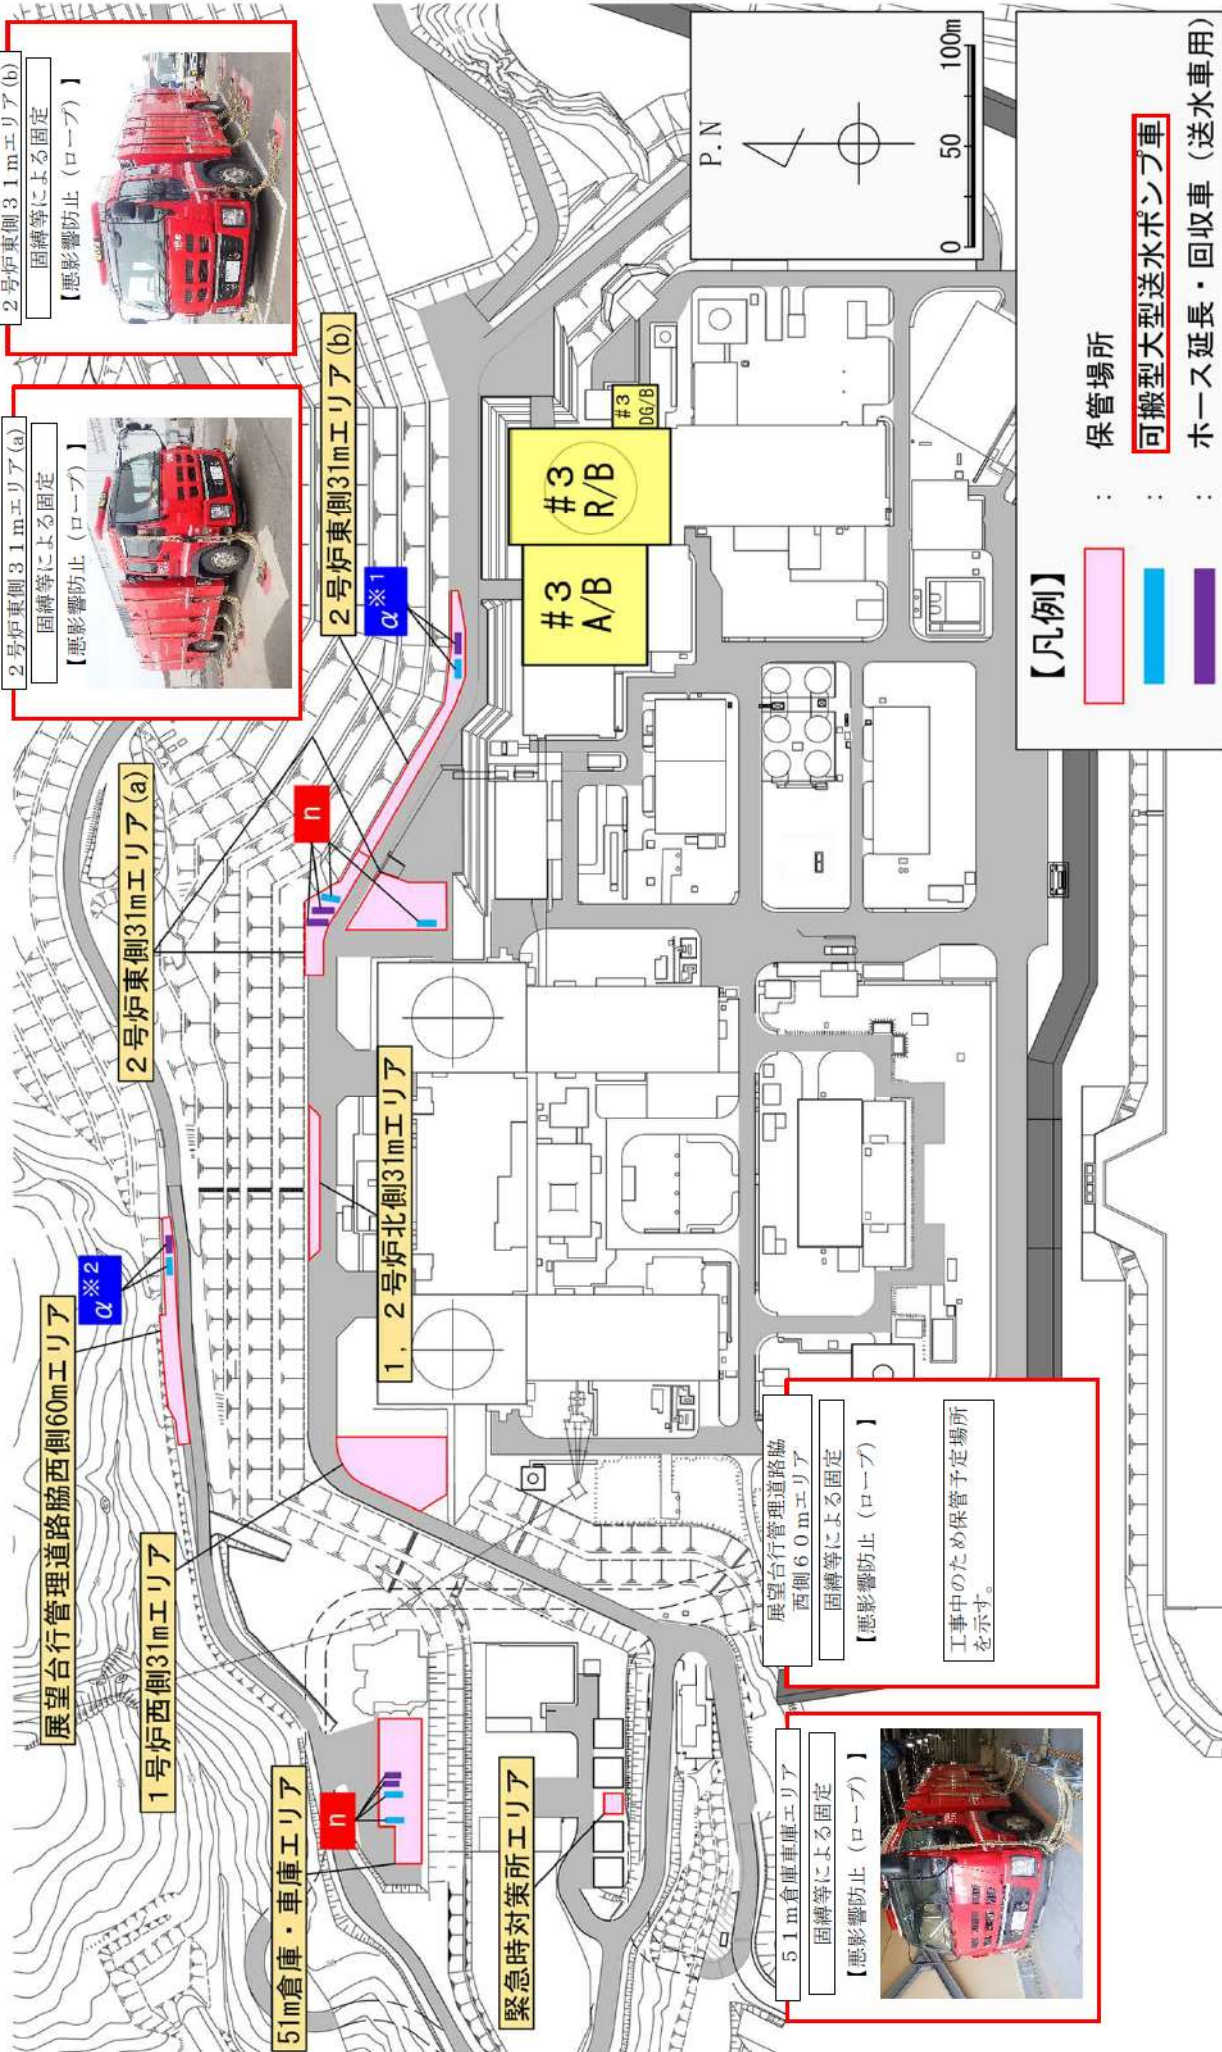 2号炉東側31mエリア(b)
固縛等による固定
【悪影響防止（ロープ）】
2号炉東側31mエリア(a)
固縛等による固定
【悪影響防止（ロープ）】
2号炉東側31mエリア(b)
α※1
2号炉東側31mエリア(a)
n
#3
R/B
#3
A/B
#3
DG/B
P.N
0 50 100m
展望台行管理道路脇西側60mエリア
α※2
1，2号炉北側31mエリア
1号炉西側31mエリア
51m倉庫・車庫エリア
n
緊急時対策所エリア
51m倉庫車庫エリア
固縛等による固定
【悪影響防止（ロープ）】
展望台行管理道路脇
西側60mエリア
固縛等による固定
【悪影響防止（ロープ）】
工事中のため保管予定場所
を示す。
【凡例】
：保管場所
：可搬型大型送水ポンプ車
：ホース延長・回収車（送水車用）